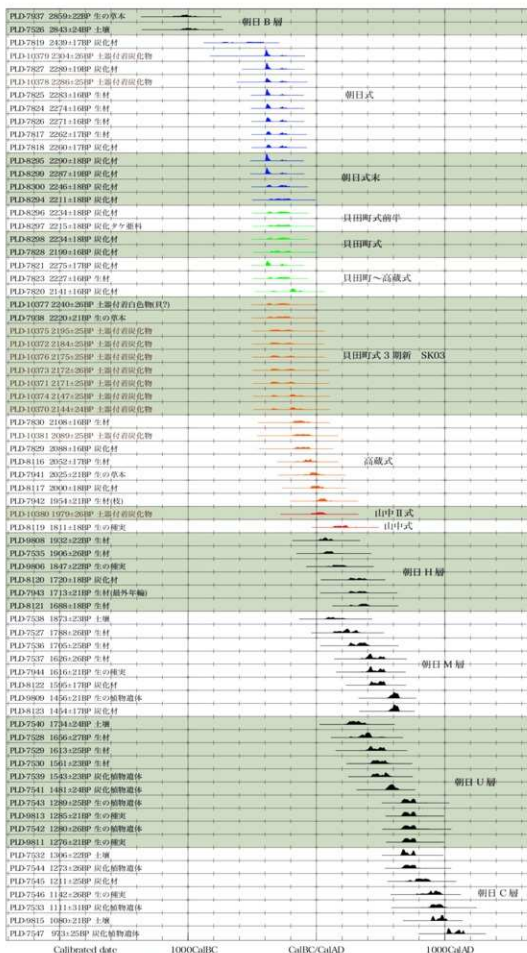 PLD-7937 2859±22BP 生の草本
朝日B層
PLD-7526 2843±24BP 土壌
PLD-7819 2439±17BP 炭化材
PLD-10379 2304±26BP 土器付着炭化物
PLD-7827 2289±19BP 炭化材
PLD-10378 2286±25BP 土器付着炭化物
PLD-7825 2283±16BP 生材
朝日式
PLD-7824 2274±16BP 生材
PLD-7826 2271±16BP 生材
PLD-7817 2262±17BP 生材
PLD-7818 2260±17BP 炭化材
PLD-8295 2290±18BP 炭化材
PLD-8299 2287±19BP 炭化材
朝日式末
PLD-8300 2246±18BP 炭化材
PLD-8294 2211±18BP 炭化材
PLD-8296 2234±18BP 炭化材
貝田町式前半
PLD-8297 2215±18BP 炭化タケ亜科
PLD-8298 2234±18BP 炭化材
貝田町式
PLD-7828 2199±16BP 炭化材
PLD-7821 2275±17BP 炭化材
PLD-7823 2227±16BP 生材
貝田町～高蔵式
PLD-7820 2141±16BP 炭化材
PLD-10377 2240±26BP 土器付着白色物(貝?)
PLD-7938 2220±21BP 生の草本
PLD-10375 2195±25BP 土器付着炭化物
PLD-10372 2184±25BP 土器付着炭化物
PLD-10376 2175±25BP 土器付着炭化物
貝田町式3期新 SK03
PLD-10373 2172±26BP 土器付着炭化物
PLD-10371 2171±25BP 土器付着炭化物
PLD-10374 2147±25BP 土器付着炭化物
PLD-10370 2144±24BP 土器付着炭化物
PLD-7830 2108±16BP 生材
PLD-10381 2089±25BP 土器付着炭化物
PLD-7829 2088±16BP 炭化材
PLD-8116 2052±17BP 生材
高蔵式
PLD-7941 2025±21BP 生の草本
PLD-8117 2000±18BP 炭化材
PLD-7942 1954±21BP 生材(枝)
PLD-10380 1979±26BP 土器付着炭化物
山中Ⅱ式
PLD-8119 1811±18BP 生の種実
山中式
PLD-9808 1932±22BP 生材
PLD-7535 1906±26BP 生材
PLD-9806 1847±22BP 生の種実
朝日H層
PLD-8120 1720±18BP 炭化材
PLD-7943 1713±21BP 生材(最外年輪)
PLD-8121 1688±18BP 生材
PLD-7538 1873±23BP 土壌
PLD-7527 1788±26BP 生材
PLD-7536 1705±25BP 生材
PLD-7537 1626±26BP 生材
朝日M層
PLD-7944 1616±21BP 生の種実
PLD-8122 1595±17BP 炭化材
PLD-9809 1456±21BP 生の植物遺体
PLD-8123 1454±17BP 炭化材
PLD-7540 1734±24BP 土壌
PLD-7528 1656±27BP 生材
PLD-7529 1613±25BP 生材
PLD-7530 1561±23BP 生材
PLD-7539 1543±23BP 炭化植物遺体
朝日U層
PLD-7541 1481±24BP 炭化植物遺体
PLD-7543 1289±25BP 生の植物遺体
PLD-9813 1285±21BP 生の種実
PLD-7542 1280±26BP 生の植物遺体
PLD-9811 1276±21BP 生の種実
PLD-7532 1306±22BP 土壌
PLD-7544 1273±26BP 炭化植物遺体
PLD-7545 1211±25BP 炭化材
PLD-7546 1142±26BP 生の種実
朝日C層
PLD-7533 1111±31BP 炭化植物遺体
PLD-9815 1080±21BP 土壌
PLD-7547 973±25BP 炭化植物遺体
Calibrated date 1000CalBC CalBC/CalAD 1000CalAD